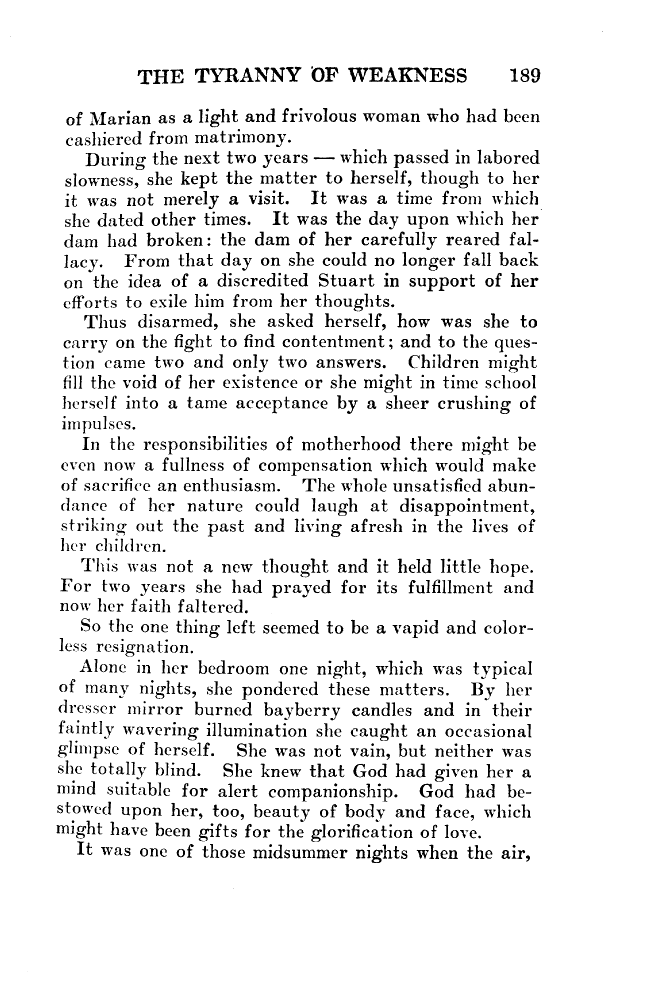 THE TYRANNY OF WEAKNESS 189
of Marian as a light and frivolous woman who had been
cashiered from matrimony.
During the next two years — which passed in labored
slowness, she kept the matter to herself, though to her
it was not merely a visit. It was a time from which
she dated other times. It was the day upon which her
dam had broken: the dam of her carefully reared fal-
lacy. From that day on she could no longer fall back
on the idea of a discredited Stuart in support of her
efforts to exile him from her thoughts.
Thus disarmed, she asked herself, how was she to
carry on the fight to find contentment; and to the ques-
tion came two and only two answers. Children might
fill the void of her existence or she might in time school
herself into a tame acceptance by a sheer crushing of
impulses.
In the responsibilities of motherhood there might be
even now a fullness of compensation which would make
of sacrifice an enthusiasm. The whole unsatisfied abun-
dance of her nature could laugh at disappointment,
striking out the past and living afresh in the lives of
her children.
This was not a new thought and it held little hope.
For two years she had prayed for its fulfillment and
now her faith faltered.
So the one thing left seemed to be a vapid and color-
less resignation.
Alone in her bedroom one night, which was typical
of many nights, she pondered these matters. By her
dresser mirror burned bayberry candles and in their
faintly wavering illumination she caught an occasional
glimpse of herself. She was not vain, but neither was
she totally blind. She knew that God had given her a
mind suitable for alert companionship. God had be-
stowed upon her, too, beauty of body and face, which
might have been gifts for the glorification of love.
It was one of those midsummer nights when the air,